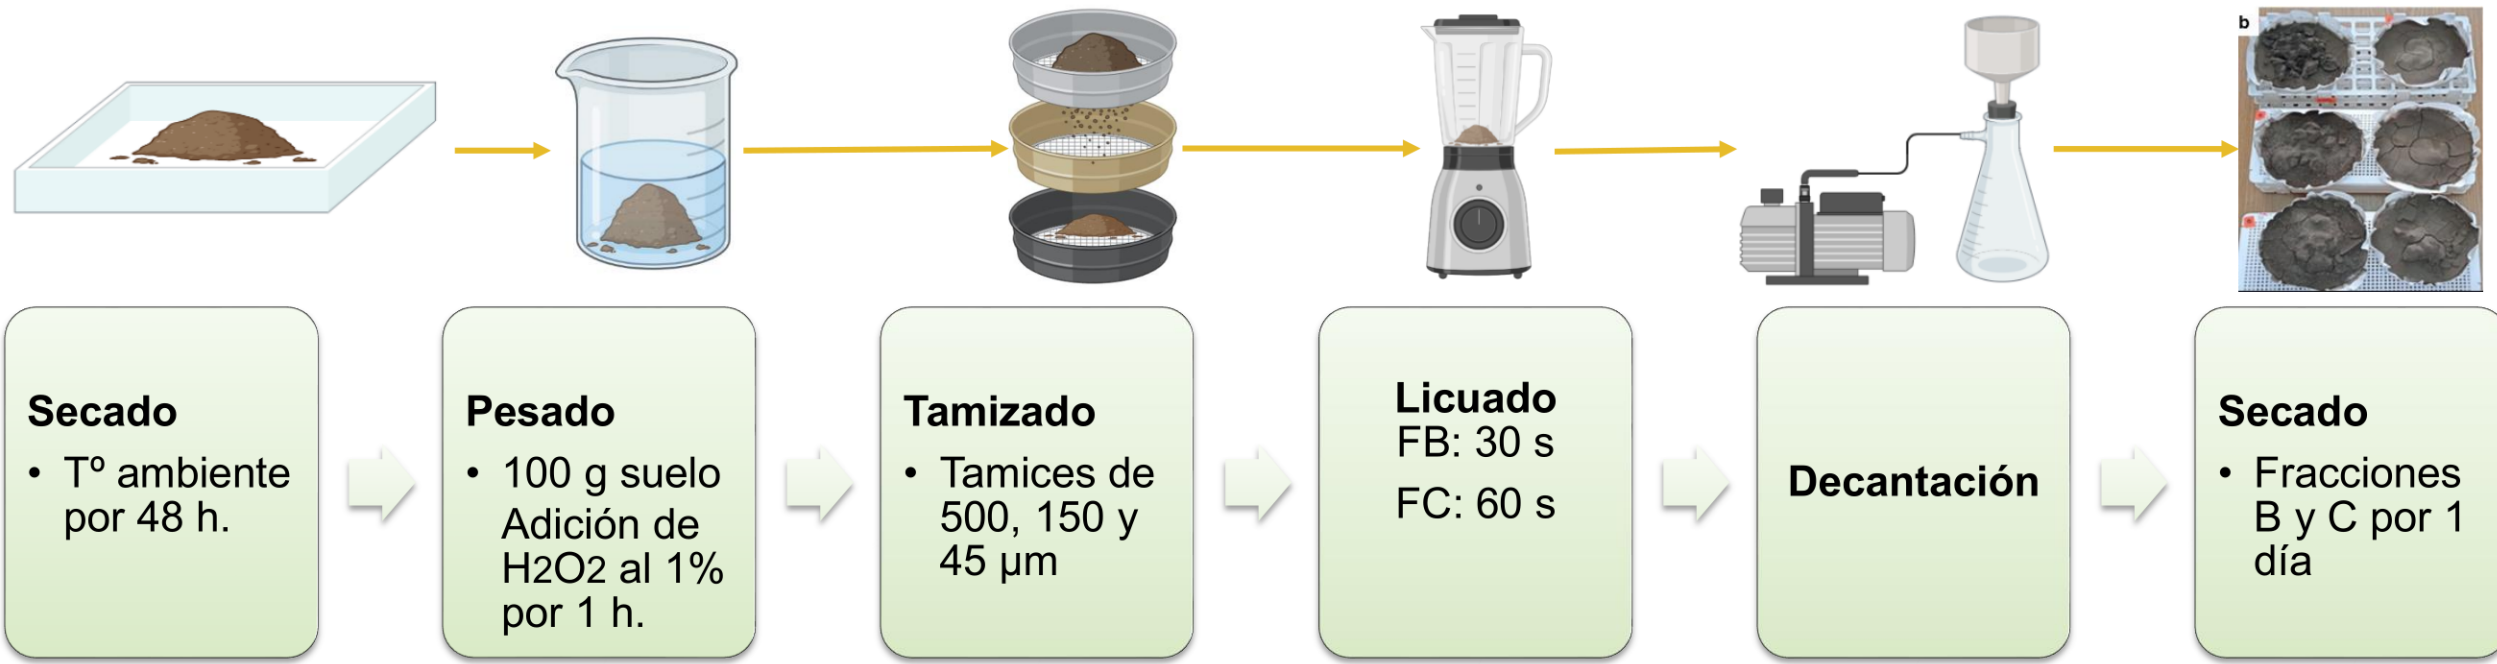 b
Secado
• Tº ambiente
por 48 h.
Pesado
• 100 g suelo
Adición de
H2O2 al 1%
por 1 h.
Tamizado
• Tamices de
500, 150 y
45 µm
Licuado
FB: 30 s
FC: 60 s
Decantación
Secado
• Fracciones
B y C por 1
día